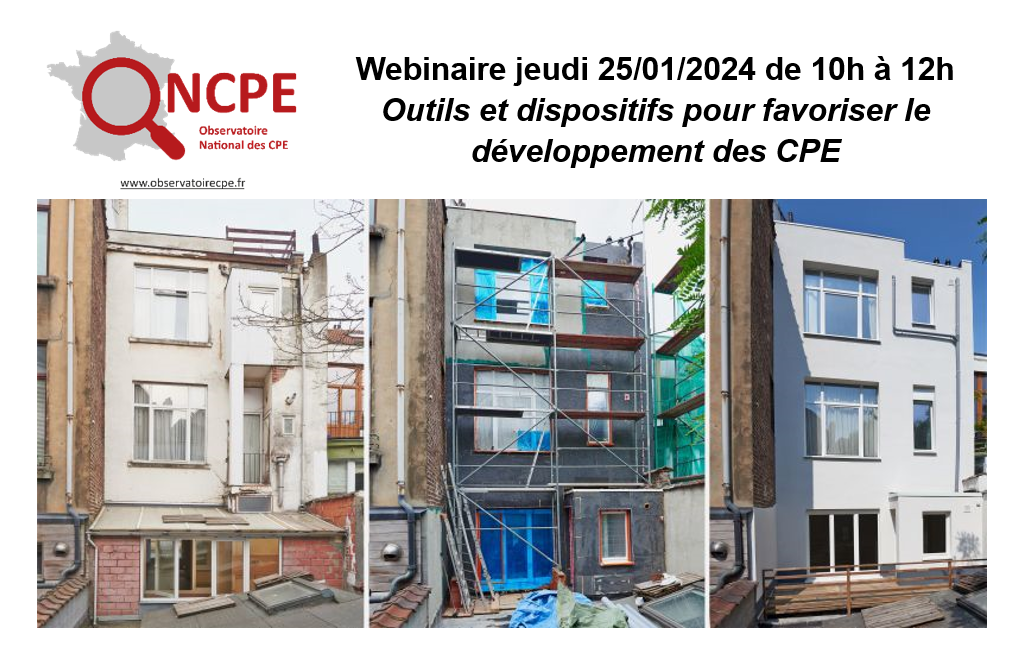 ONCPE
Observatoire
National des CPE
www.observatoirecpe.fr
Webinaire jeudi 25/01/2024 de 10h à 12h
Outils et dispositifs pour favoriser le
développement des CPE